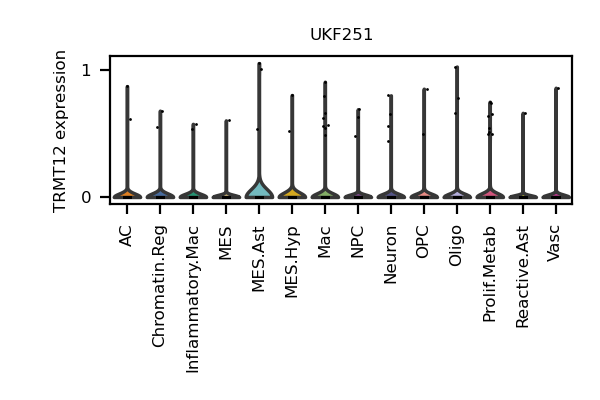 UKF251
TRMT12 expression
1
0
AC
Chromatin.Reg
Inflammatory.Mac
MES
MES.Ast
MES.Hyp
Mac
NPC
Neuron
OPC
Oligo
Prolif.Metab
Reactive.Ast
Vasc